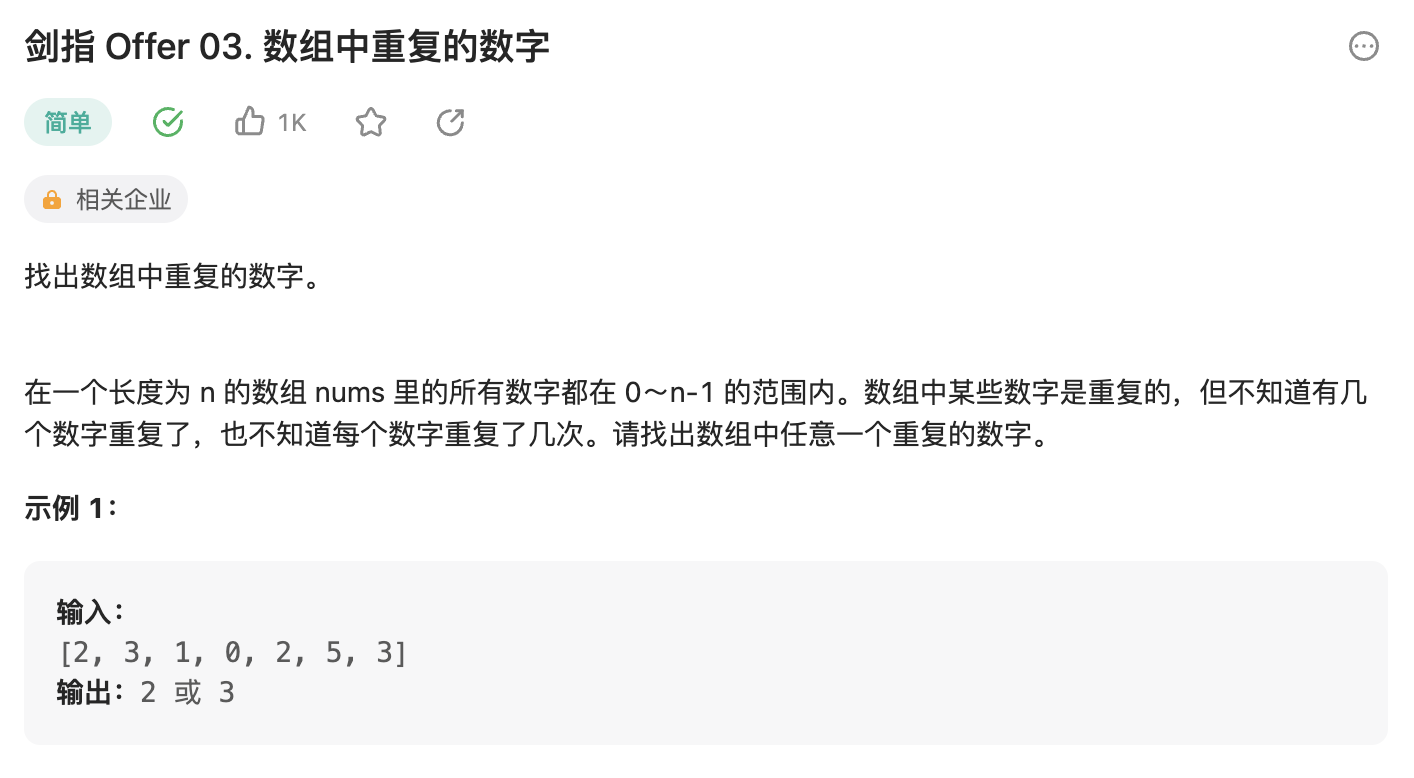 剑指 Offer 03. 数组中重复的数字
简单
1K
相关企业
找出数组中重复的数字。
在一个长度为 n 的数组 nums 里的所有数字都在 0～n-1 的范围内。数组中某些数字是重复的，但不知道有几
个数字重复了，也不知道每个数字重复了几次。请找出数组中任意一个重复的数字。
示例 1：
输入：
[2, 3, 1, 0, 2, 5, 3]
输出：2 或 3